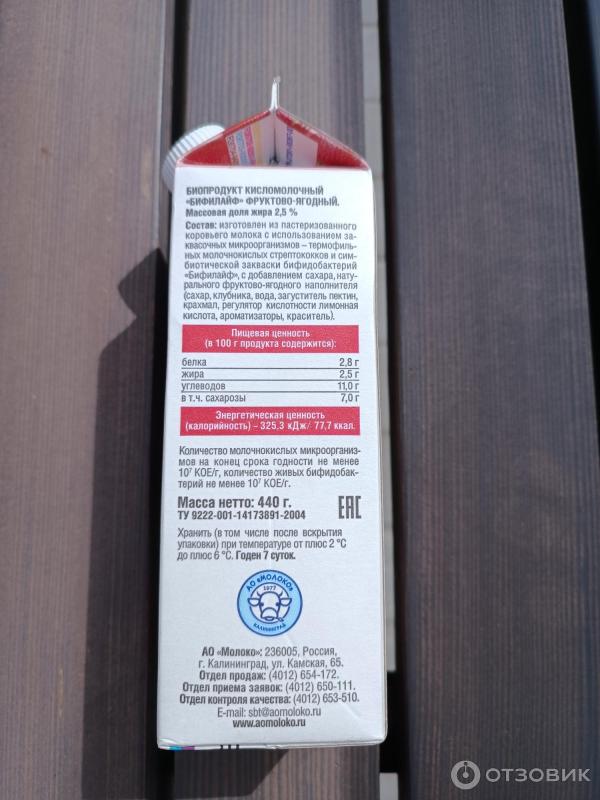 БИОПРОДУКТ КИСЛОМОЛОЧНЫЙ
«БИФИЛАЙФ» ФРУКТОВО-ЯГОДНЫЙ.
Массовая доля жира 2,5 %
Состав: изготовлен из пастеризованного
коровьего молока с использованием за-
квасочных микроорганизмов – термофиль-
ных молочнокислых стрептококков и сим-
биотической закваски бифидобактерий
«Бифилайф», с добавлением сахара, нату-
рального фруктово-ягодного наполнителя
(сахар, клубника, вода, загуститель пектин,
крахмал, регулятор кислотности лимонная
кислота, ароматизаторы, краситель).
Пищевая ценность
(в 100 г продукта содержится):
белка 2,8 г
жира 2,5 г
углеводов 11,0 г
в т.ч. сахарозы 7,0 г
Энергетическая ценность
(калорийность) – 325,3 кДж/ 77,7 ккал.
Количество молочнокислых микроорганиз-
мов на конец срока годности не менее
10⁷ КОЕ/г, количество живых бифидобак-
терий не менее 10⁷ КОЕ/г.
Масса нетто: 440 г.
ТУ 9222-001-14173891-2004
EAC
Хранить (в том числе после вскрытия
упаковки) при температуре от плюс 2 °С
до плюс 6 °С. Годен 7 суток.
АО «МОЛОКО»
1977
КАЛИНИНГРАД
АО «Молоко»: 236005, Россия,
г. Калининград, ул. Камская, 65.
Отдел продаж: (4012) 654-172.
Отдел приема заявок: (4012) 650-111.
Отдел контроля качества: (4012) 653-510.
E-mail: sbt@aomoloko.ru
www.aomoloko.ru
ОТЗОВИК